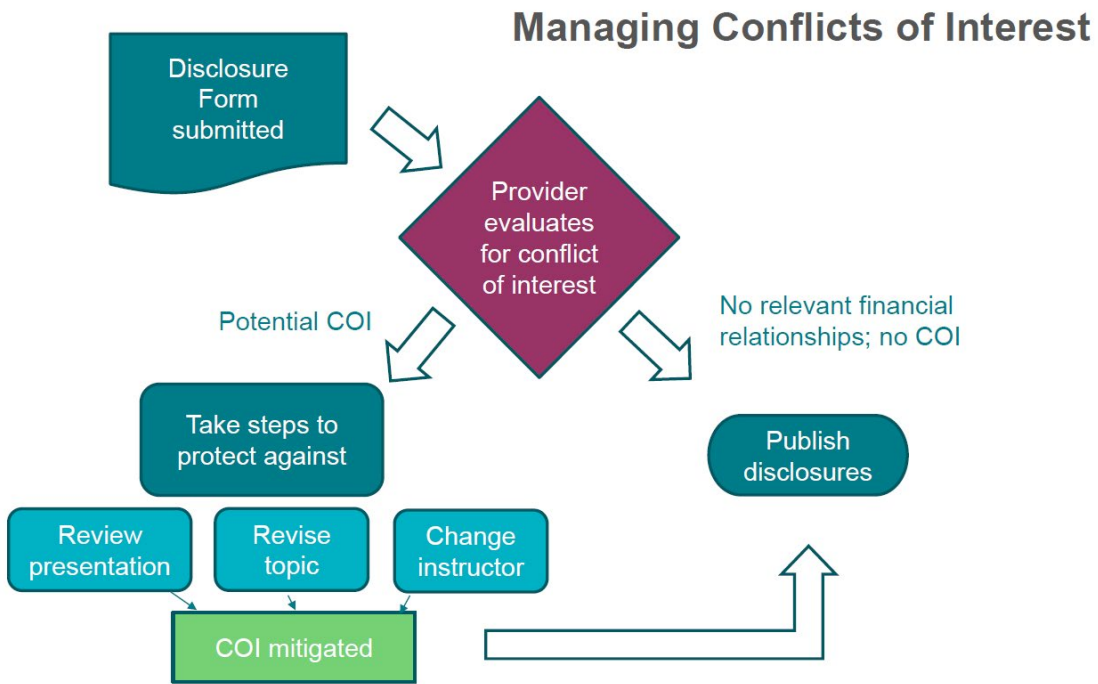 Managing Conflicts of Interest
Disclosure
Form
submitted
Provider
evaluates
for conflict
of interest
Potential COI
No relevant financial
relationships; no COI
Take steps to
protect against
Publish
disclosures
Review
presentation
Revise
topic
Change
instructor
COI mitigated